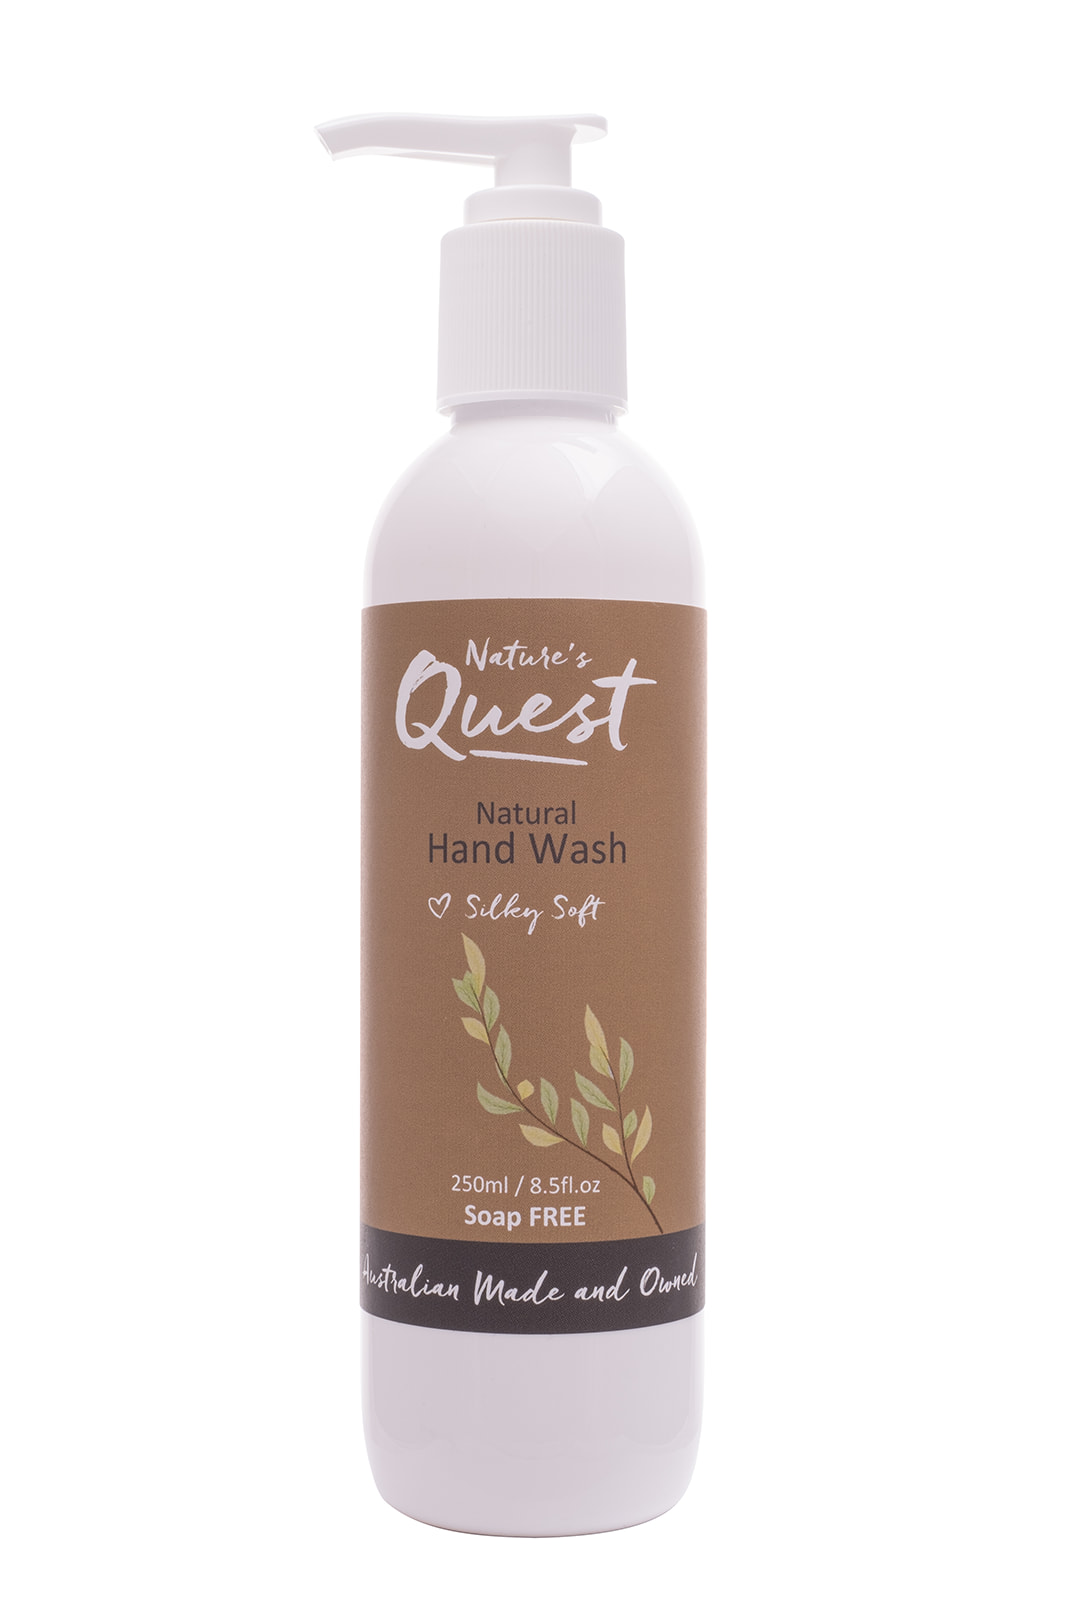 Nature's
Quest
Natural
Hand Wash
Silky Soft
250ml / 8.5fl.oz
Soap FREE
Australian Made and Owned